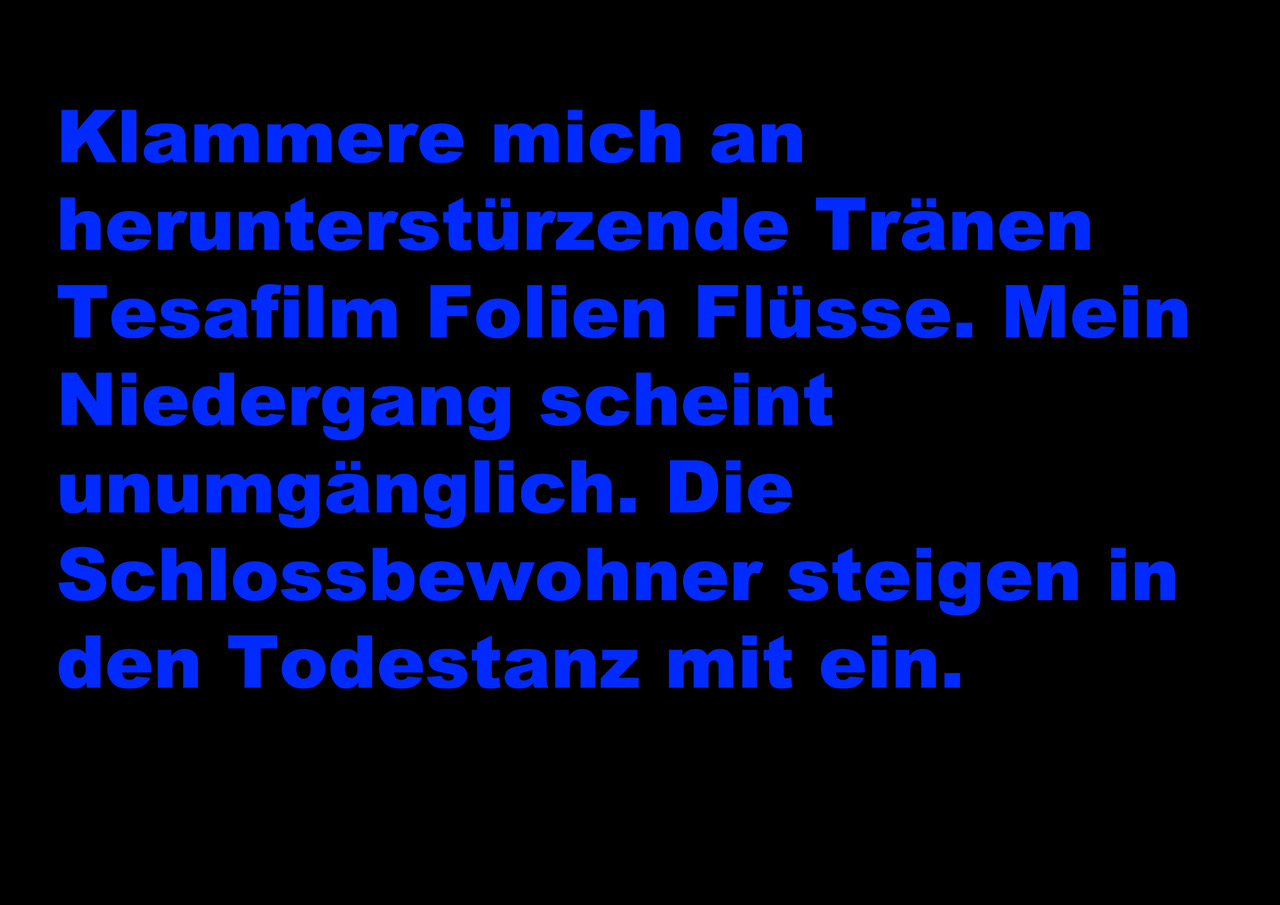 Klammere mich an
herunterstürzende Tränen
Tesafilm Folien Flüsse. Mein
Niedergang scheint
unumgänglich. Die
Schlossbewohner steigen in
den Todestanz mit ein.